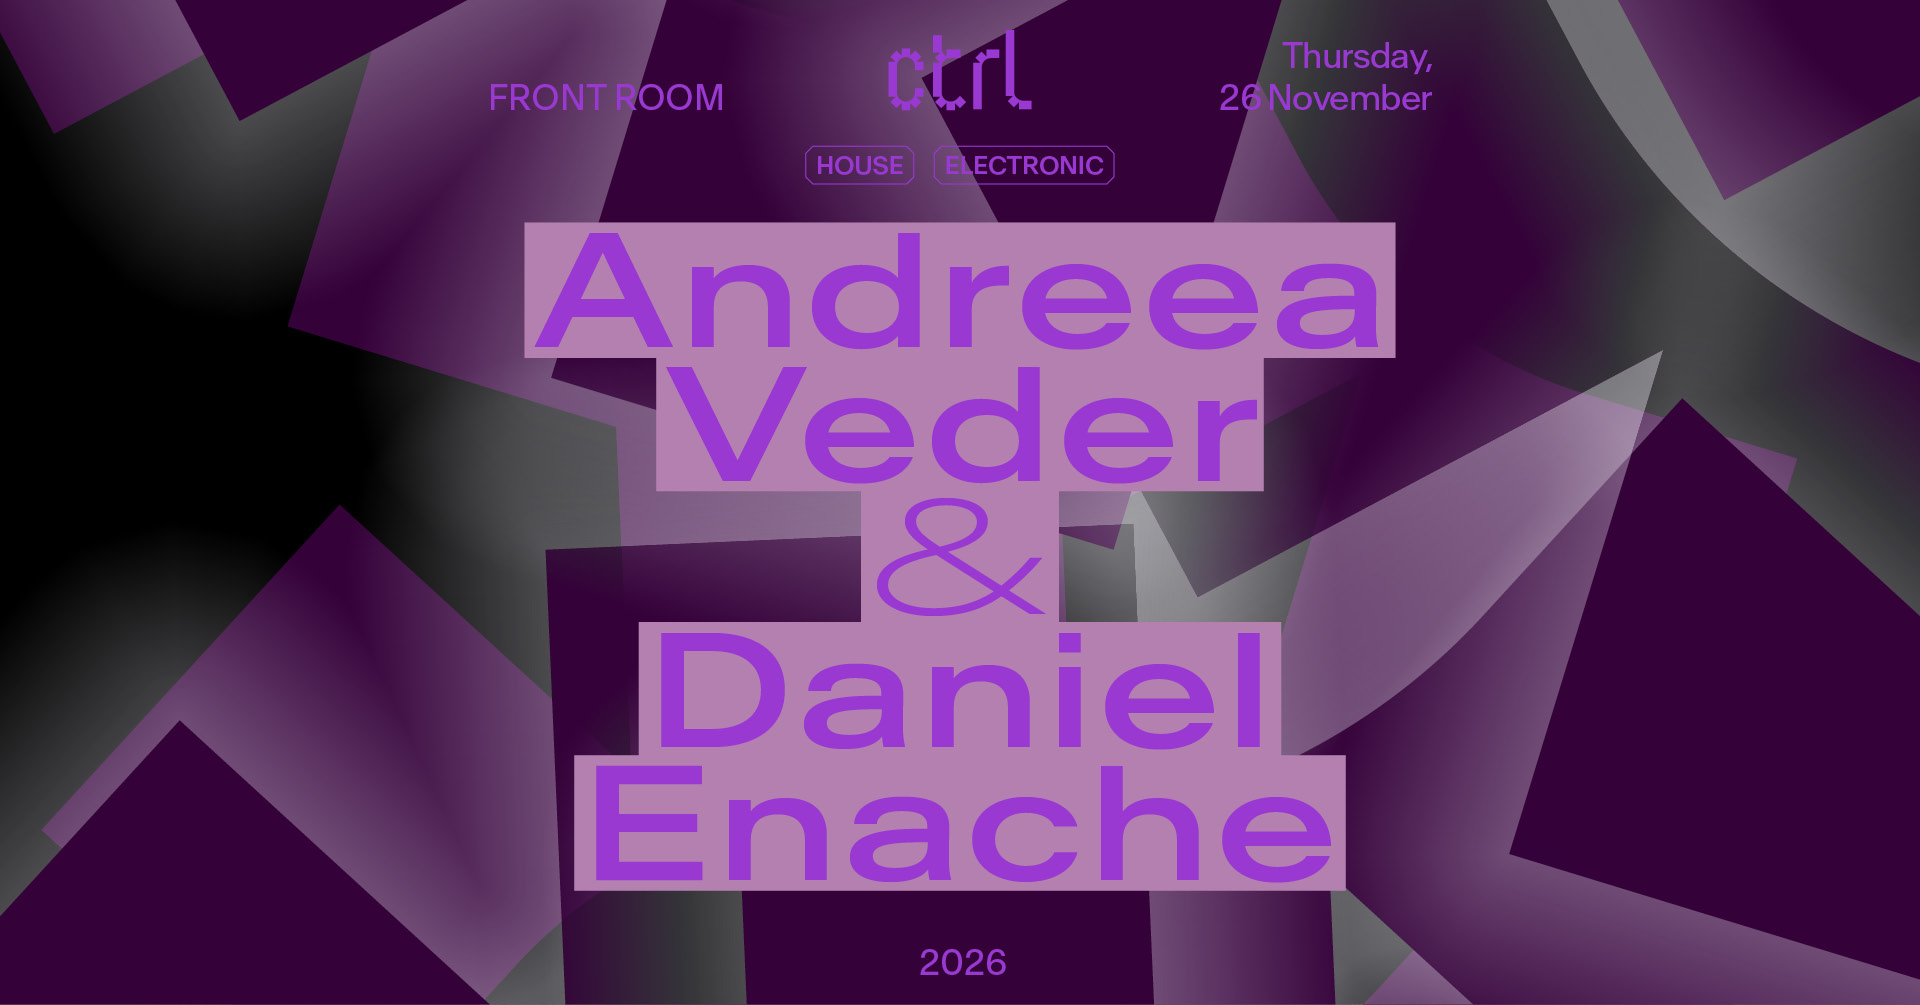 FRONT ROOM
ctrl
Thursday,
26 November
HOUSE
ELECTRONIC
Andreea
Veder
&
Daniel
Enache
2026